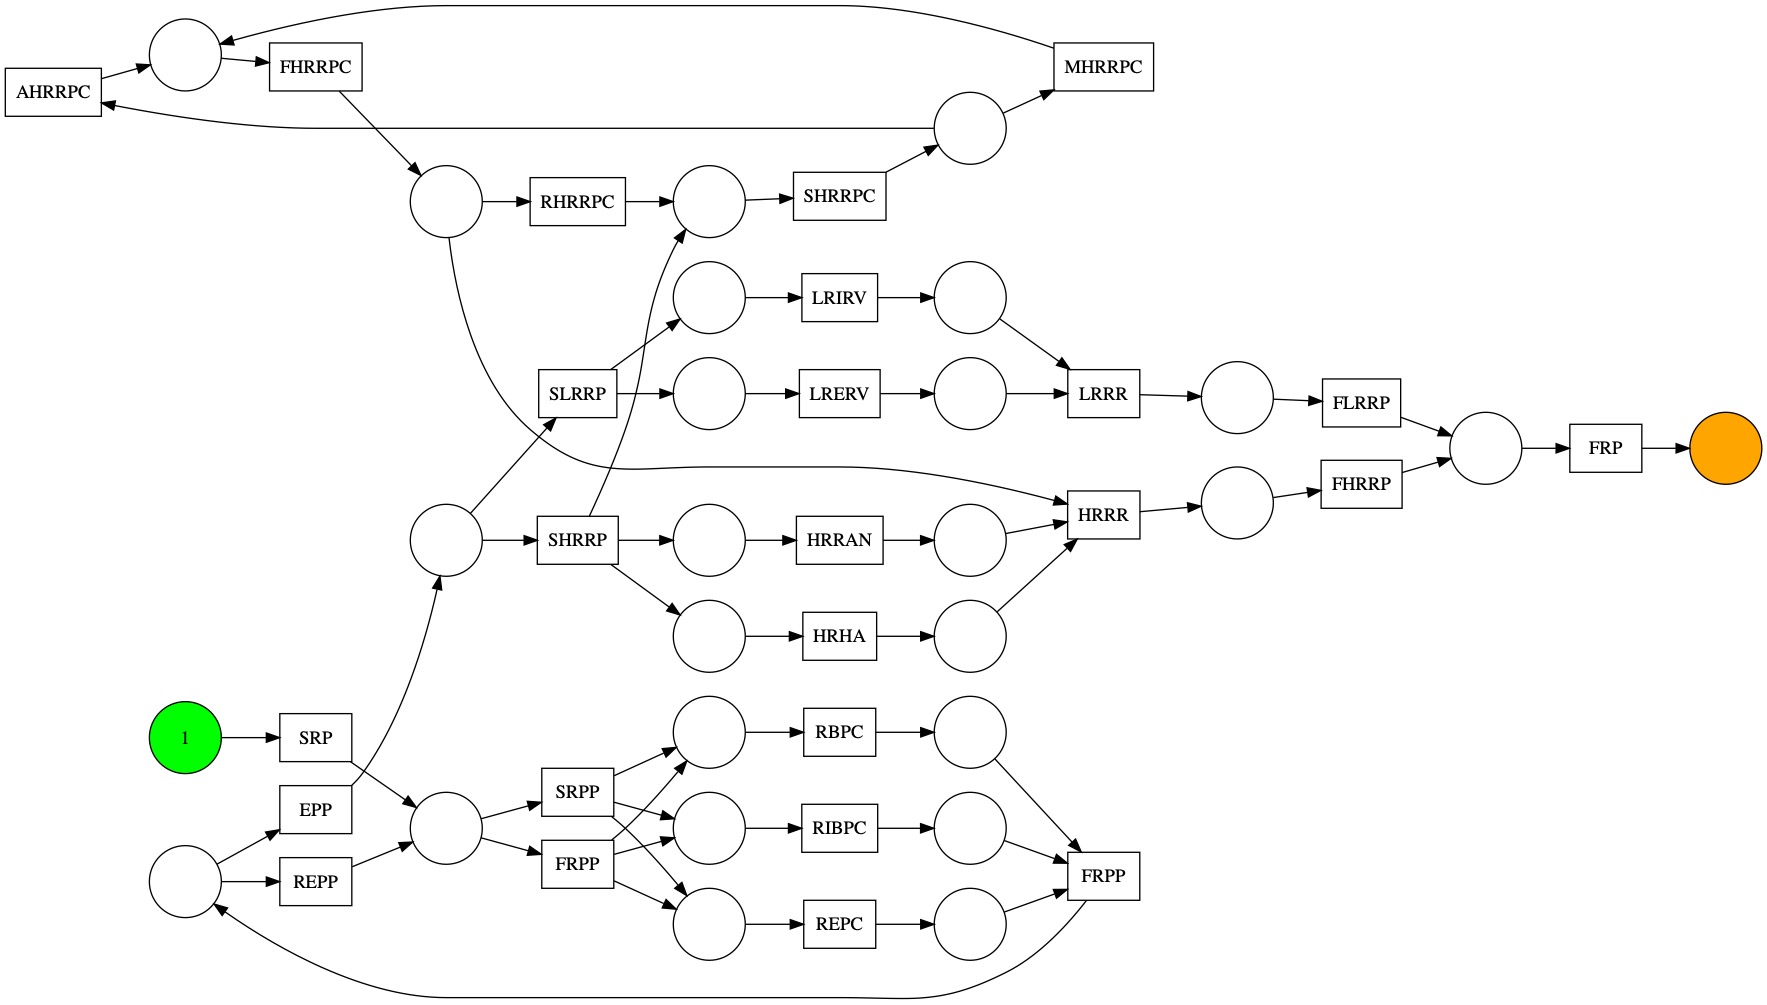 AHRRPC
FHRRPC
MHRRPC
RHRRPC
SHRRPC
LRIRV
SLRRP
LRERV
LRRR
FLRRP
FRP
FHRRP
HRRR
SHRRP
HRRAN
HRHA
1
SRP
RBPC
EPP
SRPP
RIBPC
FRPP
FRPP
REPP
REPC